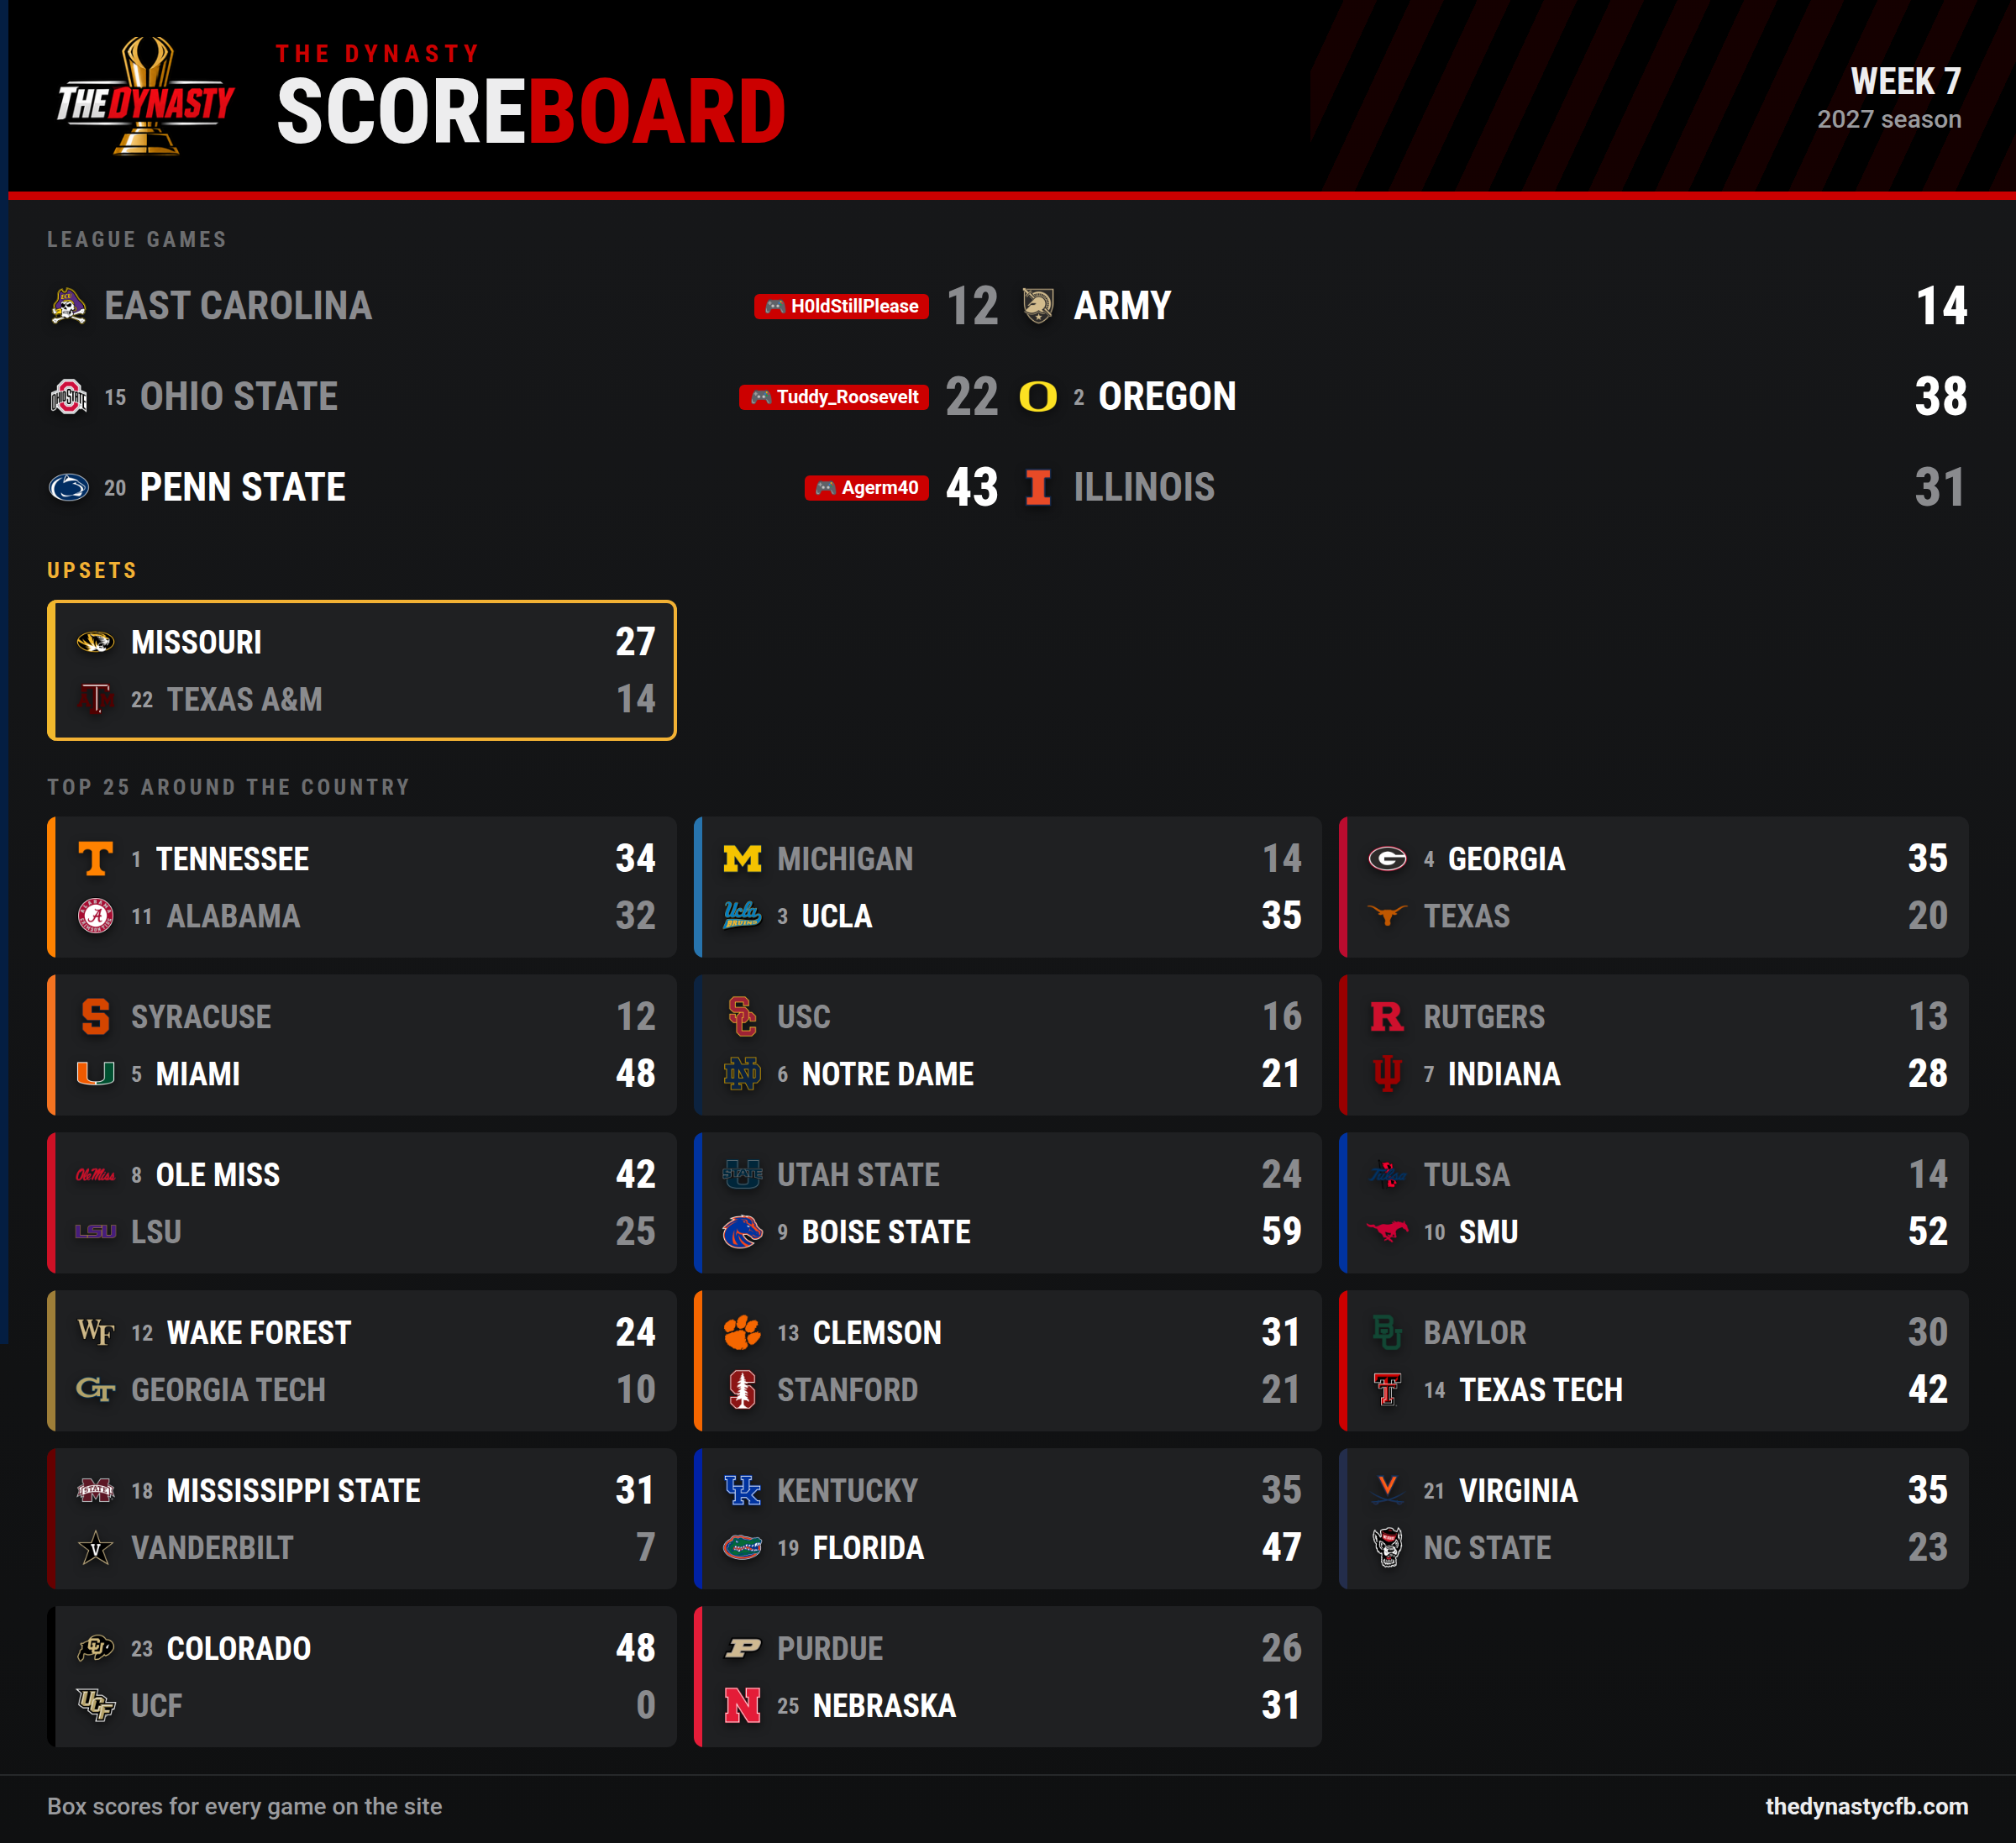 THE DYNASTY
THE DYNASTY
SCOREBOARD
WEEK 7
2027 season
LEAGUE GAMES
EAST CAROLINA H0ldStillPlease 12 ARMY 14
15 OHIO STATE Tuddy_Roosevelt 22 2 OREGON 38
20 PENN STATE Agerm40 43 ILLINOIS 31
UPSETS
MISSOURI 27
22 TEXAS A&M 14
TOP 25 AROUND THE COUNTRY
1 TENNESSEE 34
11 ALABAMA 32
MICHIGAN 14
3 UCLA 35
4 GEORGIA 35
TEXAS 20
SYRACUSE 12
5 MIAMI 48
USC 16
6 NOTRE DAME 21
RUTGERS 13
7 INDIANA 28
8 OLE MISS 42
LSU 25
UTAH STATE 24
9 BOISE STATE 59
TULSA 14
10 SMU 52
12 WAKE FOREST 24
GEORGIA TECH 10
13 CLEMSON 31
STANFORD 21
BAYLOR 30
14 TEXAS TECH 42
18 MISSISSIPPI STATE 31
VANDERBILT 7
KENTUCKY 35
19 FLORIDA 47
21 VIRGINIA 35
NC STATE 23
23 COLORADO 48
UCF 0
PURDUE 26
25 NEBRASKA 31
Box scores for every game on the site
thedynastycfb.com